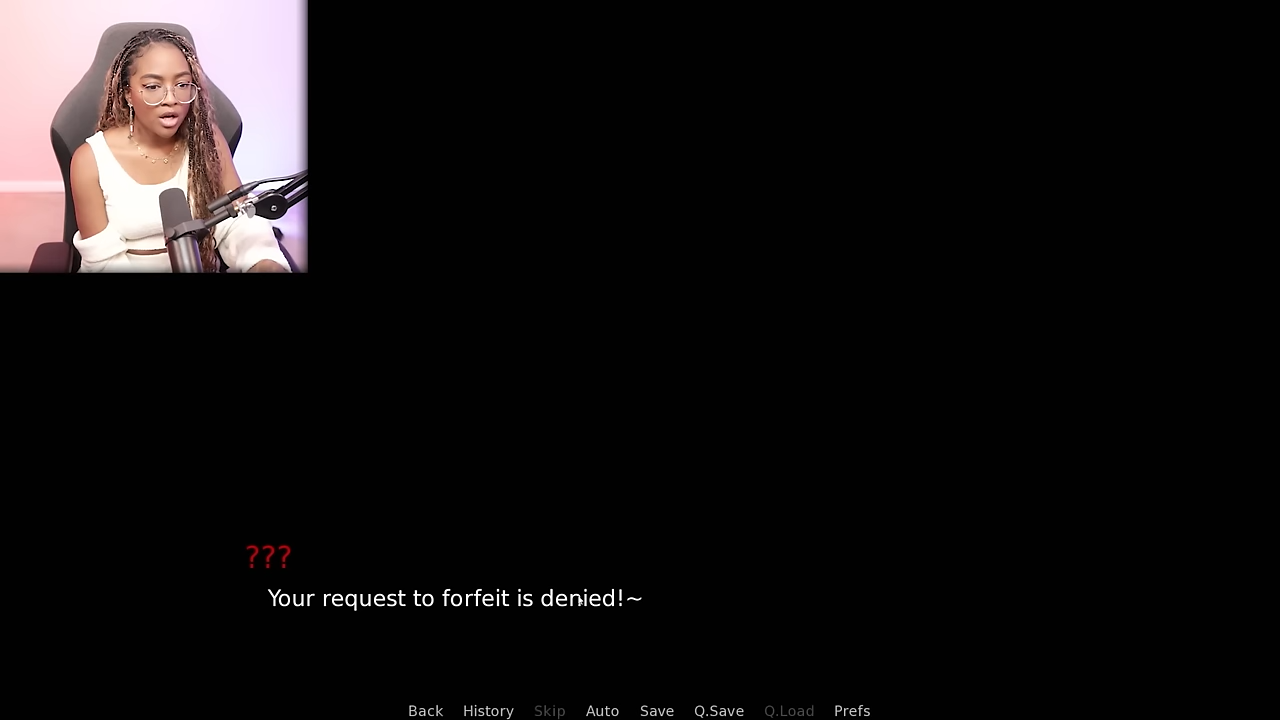 ???
Your request to forfeit is denied!~
Back History Skip Auto Save Q.Save Q.Load Prefs